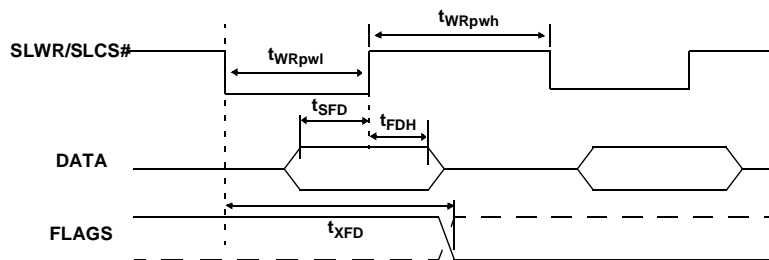 SLWR/SLCS#
tWRpwl
tWRpwh
tSFD
tFDH
DATA
FLAGS
tXFD